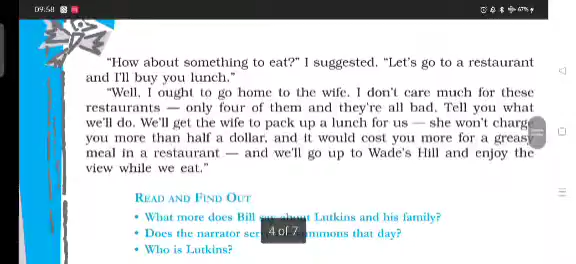 09:58
67%
"How about something to eat?" I suggested. "Let's go to a restaurant
and I'll buy you lunch."
"Well, I ought to go home to the wife. I don't care much for these
restaurants — only four of them and they're all bad. Tell you what
we'll do. We'll get the wife to pack up a lunch for us — she won't charg
you more than half a dollar, and it would cost you more for a greas
meal in a restaurant — and we'll go up to Wade's Hill and enjoy the
view while we eat."
READ AND FIND OUT
• What more does Bill say about Lutkins and his family?
• Does the narrator ser mmons that day?
4 of 7
• Who is Lutkins?